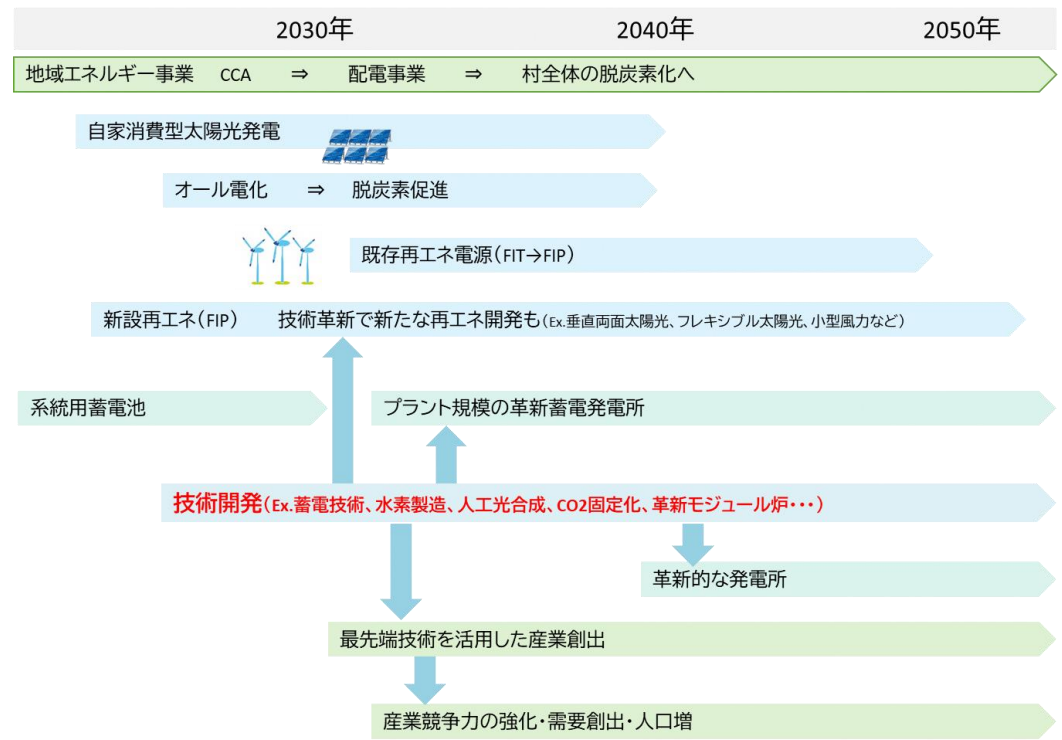 2030年 2040年 2050年
地域エネルギー事業 CCA ⇒ 配電事業 ⇒ 村全体の脱炭素化へ
自家消費型太陽光発電
オール電化 ⇒ 脱炭素促進
既存再エネ電源(FIT→FIP)
新設再エネ(FIP) 技術革新で新たな再エネ開発も(Ex.垂直両面太陽光、フレキシブル太陽光、小型風力など)
系統用蓄電池 プラント規模の革新蓄電発電所
技術開発(Ex.蓄電技術、水素製造、人工光合成、CO2固定化、革新モジュール炉・・・)
革新的な発電所
最先端技術を活用した産業創出
産業競争力の強化・需要創出・人口増